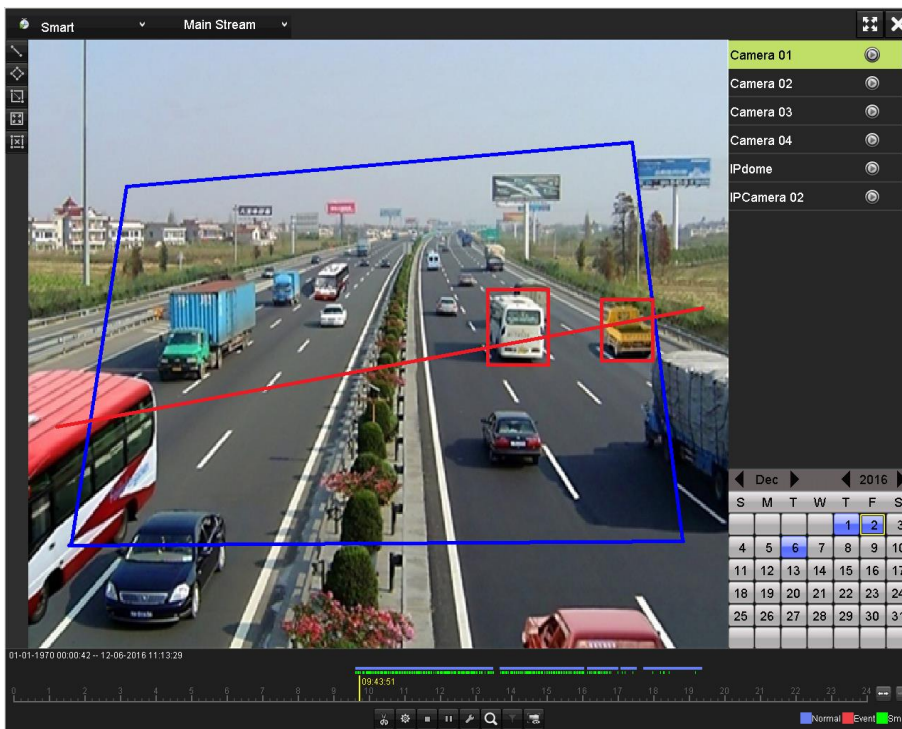 Smart Main Stream
Camera 01
Camera 02
Camera 03
Camera 04
IPdome
IPCamera 02
Dec 2016
S M T W T F S
1 2 3
4 5 6 7 8 9 10
11 12 13 14 15 16 17
18 19 20 21 22 23 24
25 26 27 28 29 30 31
01-01-1970 00:00:42 -- 12-06-2016 11:13:29
09:43:51
0 1 2 3 4 5 6 7 8 9 10 11 12 13 14 15 16 17 18 19 20 21 22 23 24
Normal Event Sm